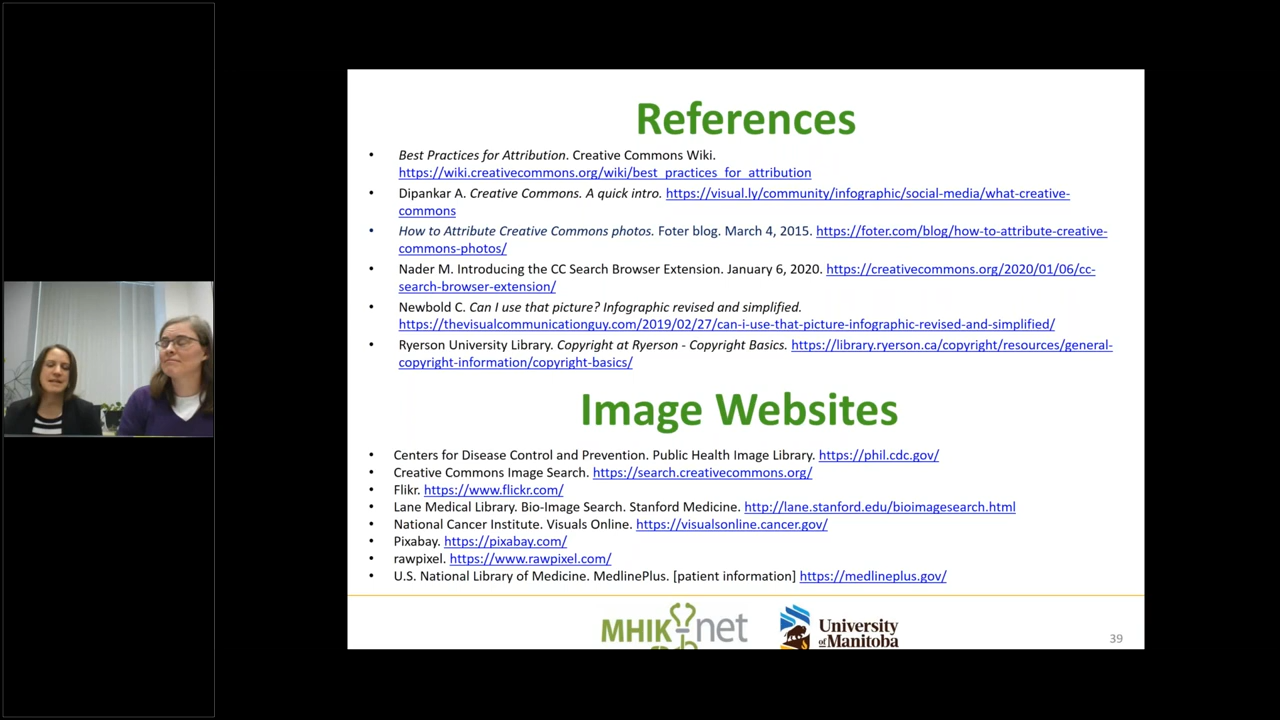 References
• Best Practices for Attribution. Creative Commons Wiki.
https://wiki.creativecommons.org/wiki/best_practices_for_attribution
• Dipankar A. Creative Commons. A quick intro. https://visual.ly/community/infographic/social-media/what-creative-
commons
• How to Attribute Creative Commons photos. Foter blog. March 4, 2015. https://foter.com/blog/how-to-attribute-creative-
commons-photos/
• Nader M. Introducing the CC Search Browser Extension. January 6, 2020. https://creativecommons.org/2020/01/06/cc-
search-browser-extension/
• Newbold C. Can I use that picture? Infographic revised and simplified.
https://thevisualcommunicationguy.com/2019/02/27/can-i-use-that-picture-infographic-revised-and-simplified/
• Ryerson University Library. Copyright at Ryerson - Copyright Basics. https://library.ryerson.ca/copyright/resources/general-
copyright-information/copyright-basics/
Image Websites
• Centers for Disease Control and Prevention. Public Health Image Library. https://phil.cdc.gov/
• Creative Commons Image Search. https://search.creativecommons.org/
• Flikr. https://www.flickr.com/
• Lane Medical Library. Bio-Image Search. Stanford Medicine. http://lane.stanford.edu/bioimagesearch.html
• National Cancer Institute. Visuals Online. https://visualsonline.cancer.gov/
• Pixabay. https://pixabay.com/
• rawpixel. https://www.rawpixel.com/
• U.S. National Library of Medicine. MedlinePlus. [patient information] https://medlineplus.gov/
MHIK-net
University
of Manitoba
39